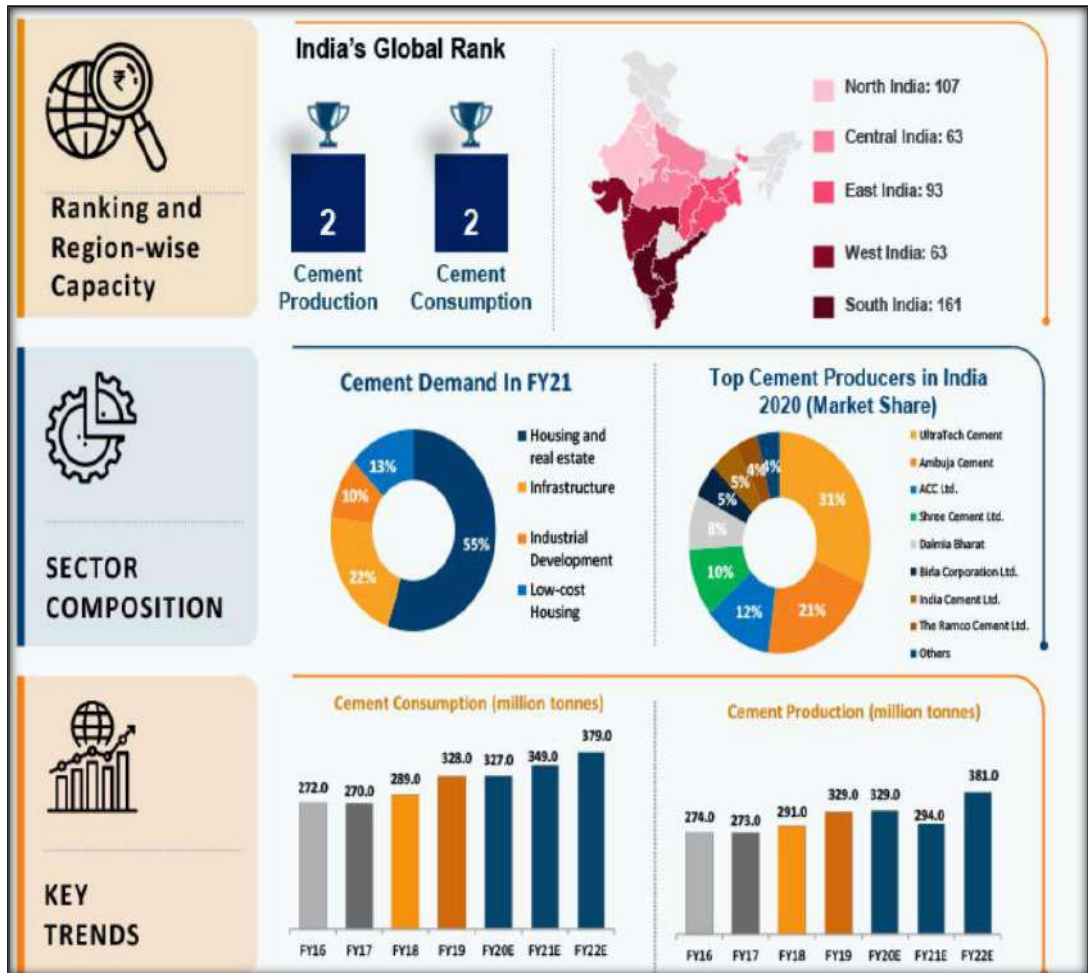 India's Global Rank
₹
Ranking and
Region-wise
Capacity
2
2
Cement
Production
Cement
Consumption
North India: 107
Central India: 63
East India: 93
West India: 63
South India: 161
SECTOR
COMPOSITION
Cement Demand In FY21
13%
10%
22%
55%
Housing and
real estate
Infrastructure
Industrial
Development
Low-cost
Housing
Top Cement Producers in India
2020 (Market Share)
4%
4%
5%
5%
8%
10%
12%
21%
31%
UltraTech Cement
Ambuja Cement
ACC Ltd.
Shree Cement Ltd.
Dalmia Bharat
Birla Corporation Ltd.
India Cement Ltd.
The Ramco Cement Ltd.
Others
KEY
TRENDS
Cement Consumption (million tonnes)
272.0
270.0
289.0
328.0
327.0
349.0
379.0
FY16
FY17
FY18
FY19
FY20E
FY21E
FY22E
Cement Production (million tonnes)
274.0
273.0
291.0
329.0
329.0
294.0
381.0
FY16
FY17
FY18
FY19
FY20E
FY21E
FY22E